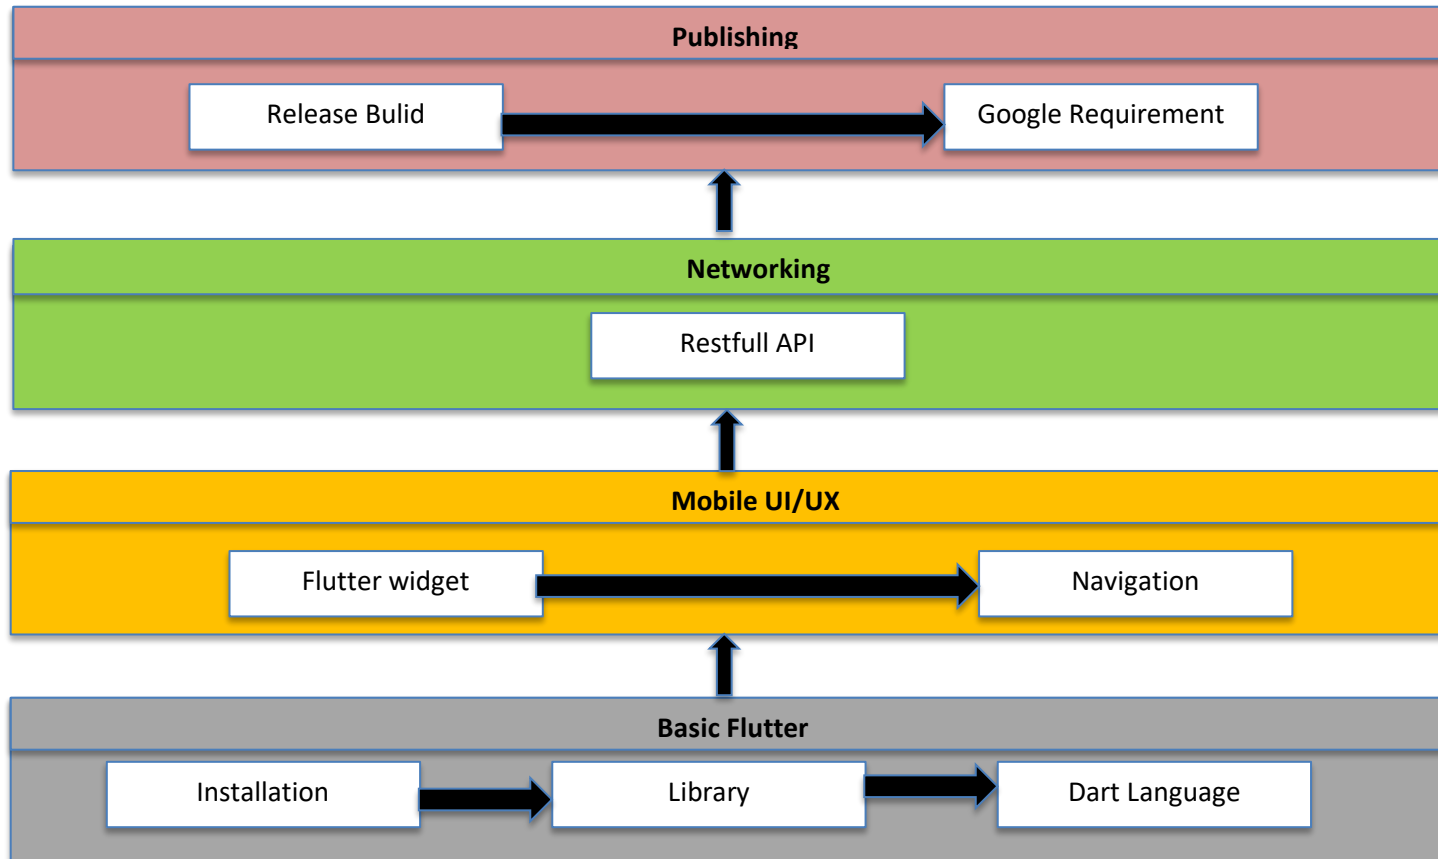 Publishing
Release Bulid
Google Requirement
Networking
Restfull API
Mobile UI/UX
Flutter widget
Navigation
Basic Flutter
Installation
Library
Dart Language